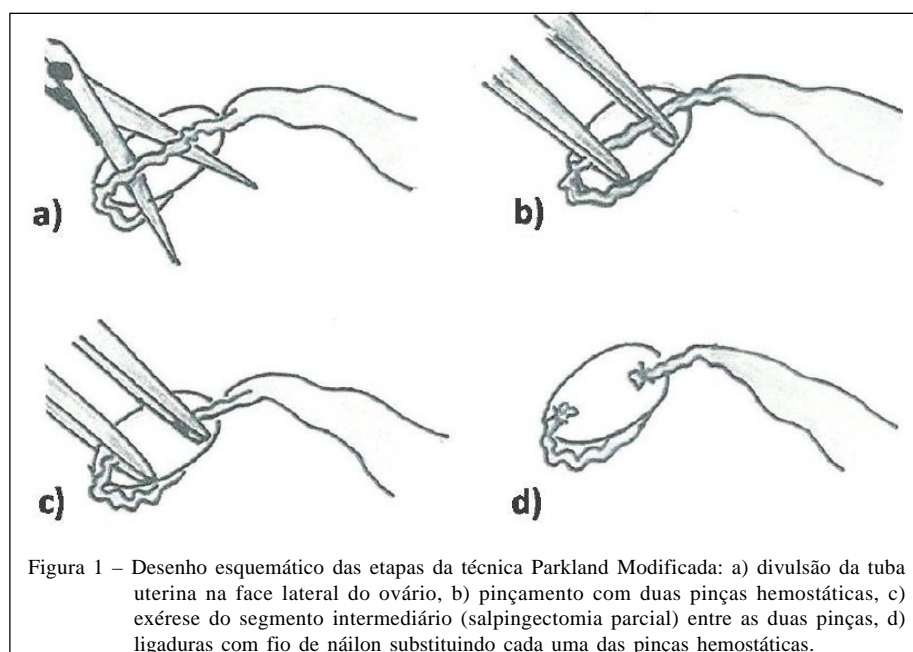 a)
b)
c)
d)
Figura 1 – Desenho esquemático das etapas da técnica Parkland Modificada: a) divulsão da tuba
uterina na face lateral do ovário, b) pinçamento com duas pinças hemostáticas, c)
exérese do segmento intermediário (salpingectomia parcial) entre as duas pinças, d)
ligaduras com fio de náilon substituindo cada uma das pinças hemostáticas.